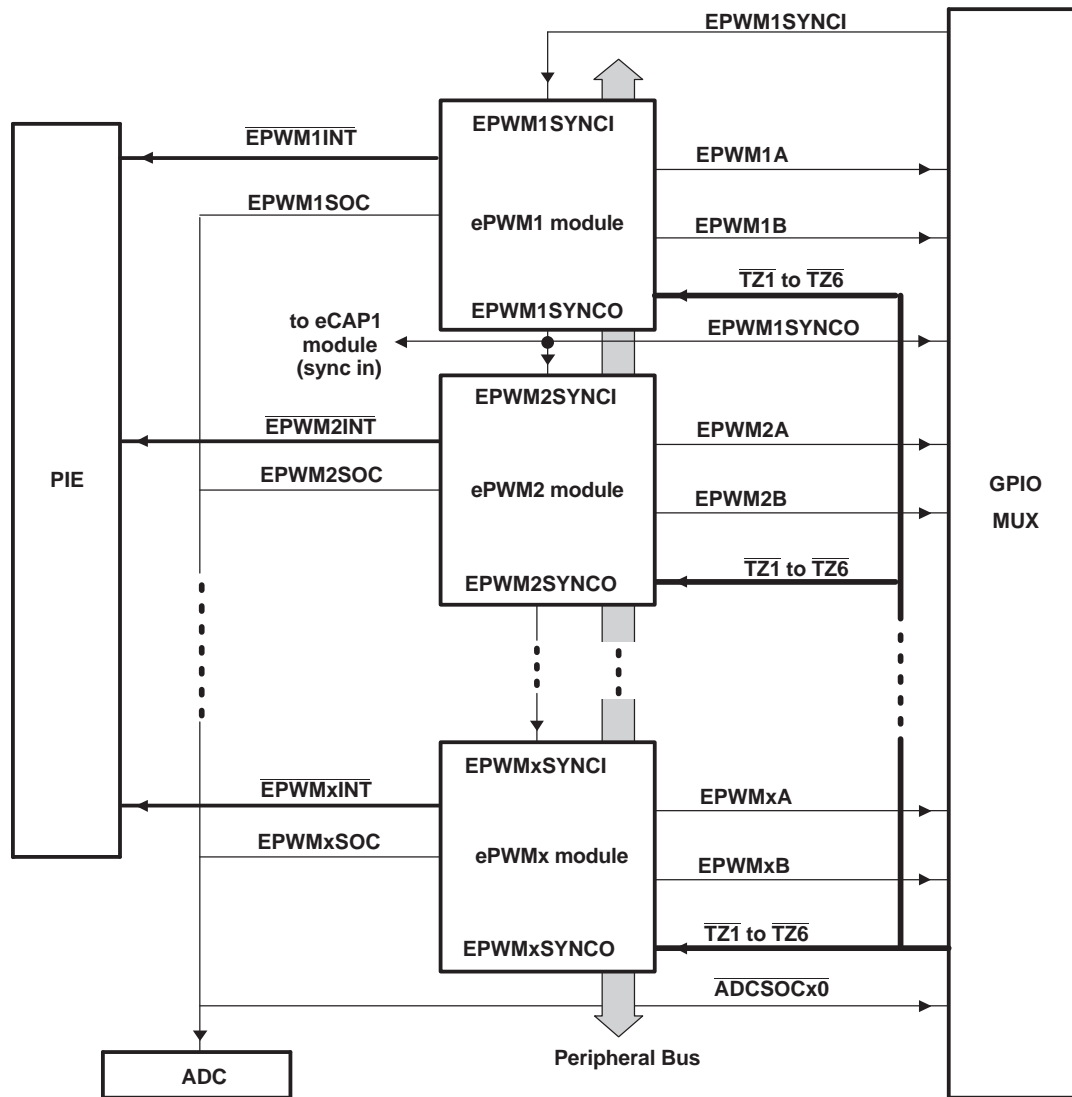 EPWM1SYNCI
EPWM1SYNCI
EPWM1INT
EPWM1A
EPWM1SOC
ePWM1 module
EPWM1B
TZ1 to TZ6
EPWM1SYNCO
to eCAP1
module
(sync in)
EPWM1SYNCO
EPWM2SYNCI
EPWM2INT
EPWM2A
PIE
EPWM2SOC
ePWM2 module
EPWM2B
GPIO
MUX
TZ1 to TZ6
EPWM2SYNCO
EPWMxSYNCI
EPWMxINT
EPWMxA
EPWMxSOC
ePWMx module
EPWMxB
TZ1 to TZ6
EPWMxSYNCO
ADCSOCx0
Peripheral Bus
ADC